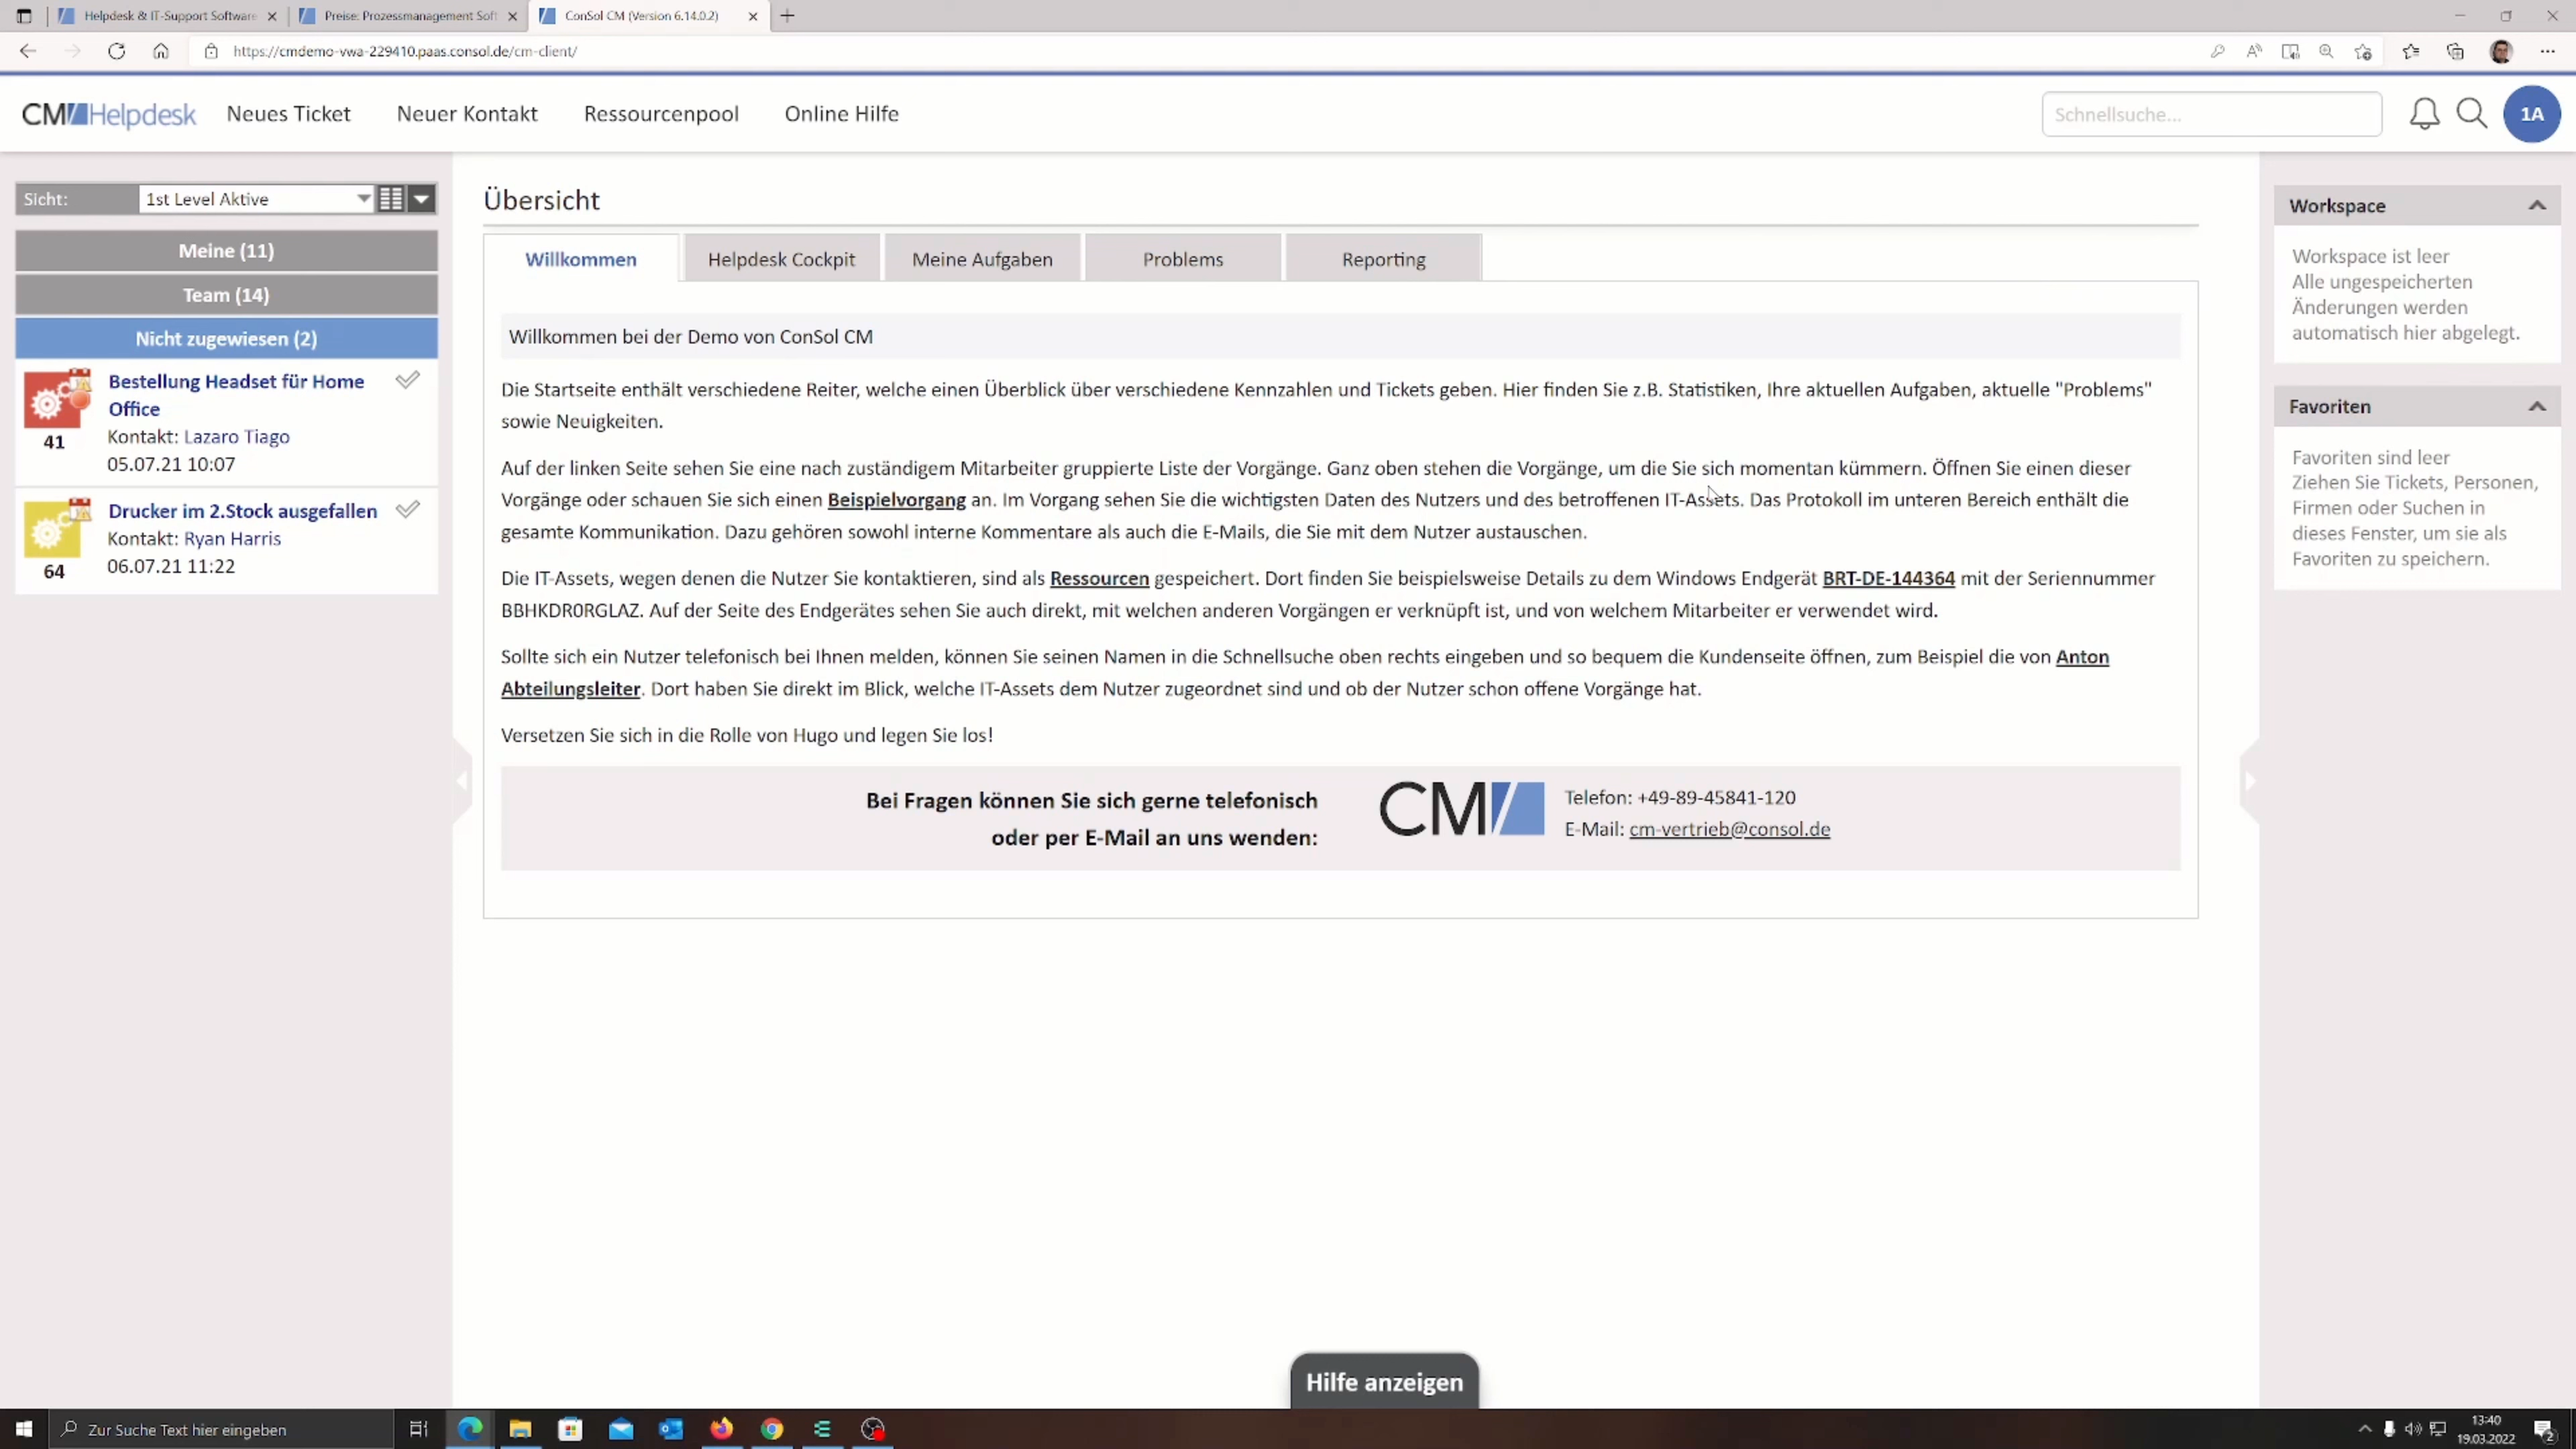 Helpdesk & IT-Support Software
Preise: Prozessmanagement Soft
ConSol CM (Version 6.14.0.2)
https://cmdemo-vwa-229410.paas.consol.de/cm-client/
CM Helpdesk
Neues Ticket
Neuer Kontakt
Ressourcenpool
Online Hilfe
Schnellsuche...
1A
Sicht:
1st Level Aktive
Meine (11)
Team (14)
Nicht zugewiesen (2)
Bestellung Headset für Home
Office
Kontakt: Lazaro Tiago
41
05.07.21 10:07
Drucker im 2.Stock ausgefallen
Kontakt: Ryan Harris
64
06.07.21 11:22
Übersicht
Willkommen
Helpdesk Cockpit
Meine Aufgaben
Problems
Reporting
Willkommen bei der Demo von ConSol CM
Die Startseite enthält verschiedene Reiter, welche einen Überblick über verschiedene Kennzahlen und Tickets geben. Hier finden Sie z.B. Statistiken, Ihre aktuellen Aufgaben, aktuelle "Problems"
sowie Neuigkeiten.
Auf der linken Seite sehen Sie eine nach zuständigem Mitarbeiter gruppierte Liste der Vorgänge. Ganz oben stehen die Vorgänge, um die Sie sich momentan kümmern. Öffnen Sie einen dieser
Vorgänge oder schauen Sie sich einen Beispielvorgang an. Im Vorgang sehen Sie die wichtigsten Daten des Nutzers und des betroffenen IT-Assets. Das Protokoll im unteren Bereich enthält die
gesamte Kommunikation. Dazu gehören sowohl interne Kommentare als auch die E-Mails, die Sie mit dem Nutzer austauschen.
Die IT-Assets, wegen denen die Nutzer Sie kontaktieren, sind als Ressourcen gespeichert. Dort finden Sie beispielsweise Details zu dem Windows Endgerät BRT-DE-144364 mit der Seriennummer
BBHKDR0RGLAZ. Auf der Seite des Endgerätes sehen Sie auch direkt, mit welchen anderen Vorgängen er verknüpft ist, und von welchem Mitarbeiter er verwendet wird.
Sollte sich ein Nutzer telefonisch bei Ihnen melden, können Sie seinen Namen in die Schnellsuche oben rechts eingeben und so bequem die Kundenseite öffnen, zum Beispiel die von Anton
Abteilungsleiter. Dort haben Sie direkt im Blick, welche IT-Assets dem Nutzer zugeordnet sind und ob der Nutzer schon offene Vorgänge hat.
Versetzen Sie sich in die Rolle von Hugo und legen Sie los!
Bei Fragen können Sie sich gerne telefonisch
oder per E-Mail an uns wenden:
CM
Telefon: +49-89-45841-120
E-Mail: cm-vertrieb@consol.de
Workspace
Workspace ist leer
Alle ungespeicherten
Änderungen werden
automatisch hier abgelegt.
Favoriten
Favoriten sind leer
Ziehen Sie Tickets, Personen,
Firmen oder Suchen in
dieses Fenster, um sie als
Favoriten zu speichern.
Hilfe anzeigen
Zur Suche Text hier eingeben
13:40
19.03.2022
2